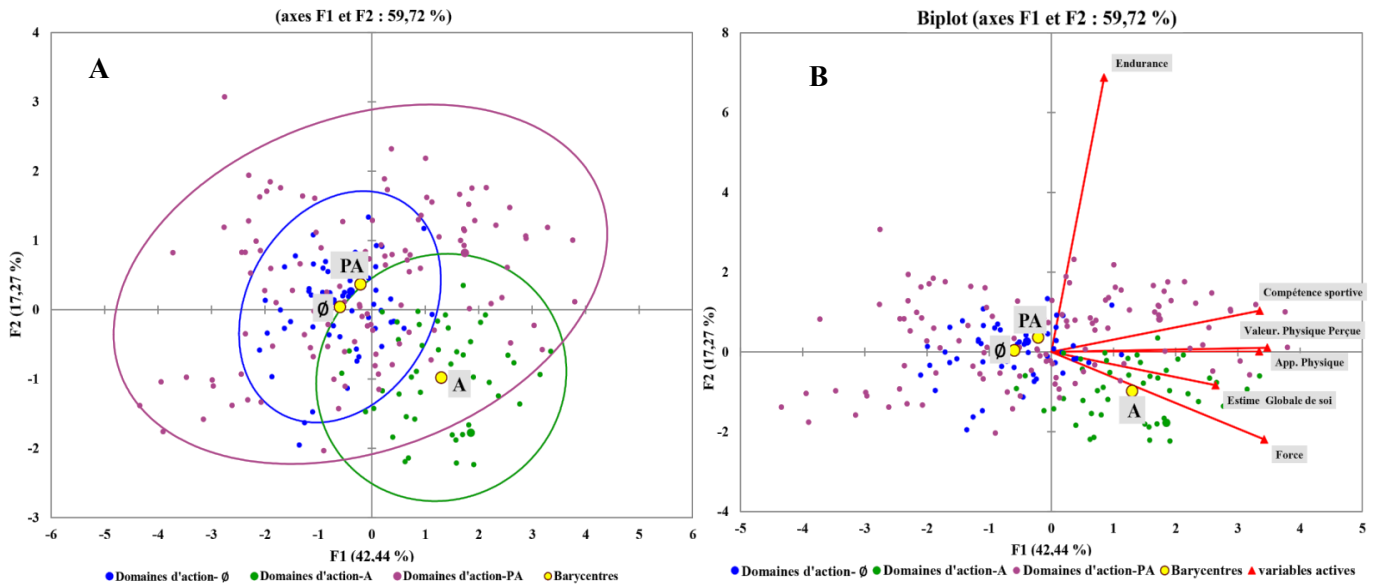 (axes F1 et F2 : 59,72 %)
A
4
3
2
1
0
-1
-2
-3
F2 (17,27 %)
PA
Ø
A
-6 -5 -4 -3 -2 -1 0 1 2 3 4 5 6
F1 (42,44 %)
Domaines d'action- Ø Domaines d'action-A Domaines d'action-PA Barycentres
Biplot (axes F1 et F2 : 59,72 %)
B
8
6
4
2
0
-2
-4
F2 (17,27 %)
Endurance
Compétence sportive
Valeur. Physique Perçue
App. Physique
Estime Globale de soi
Force
PA
Ø
A
-5 -4 -3 -2 -1 0 1 2 3 4 5
F1 (42,44 %)
Domaines d'action- Ø Domaines d'action-A Domaines d'action-PA Barycentres variables actives